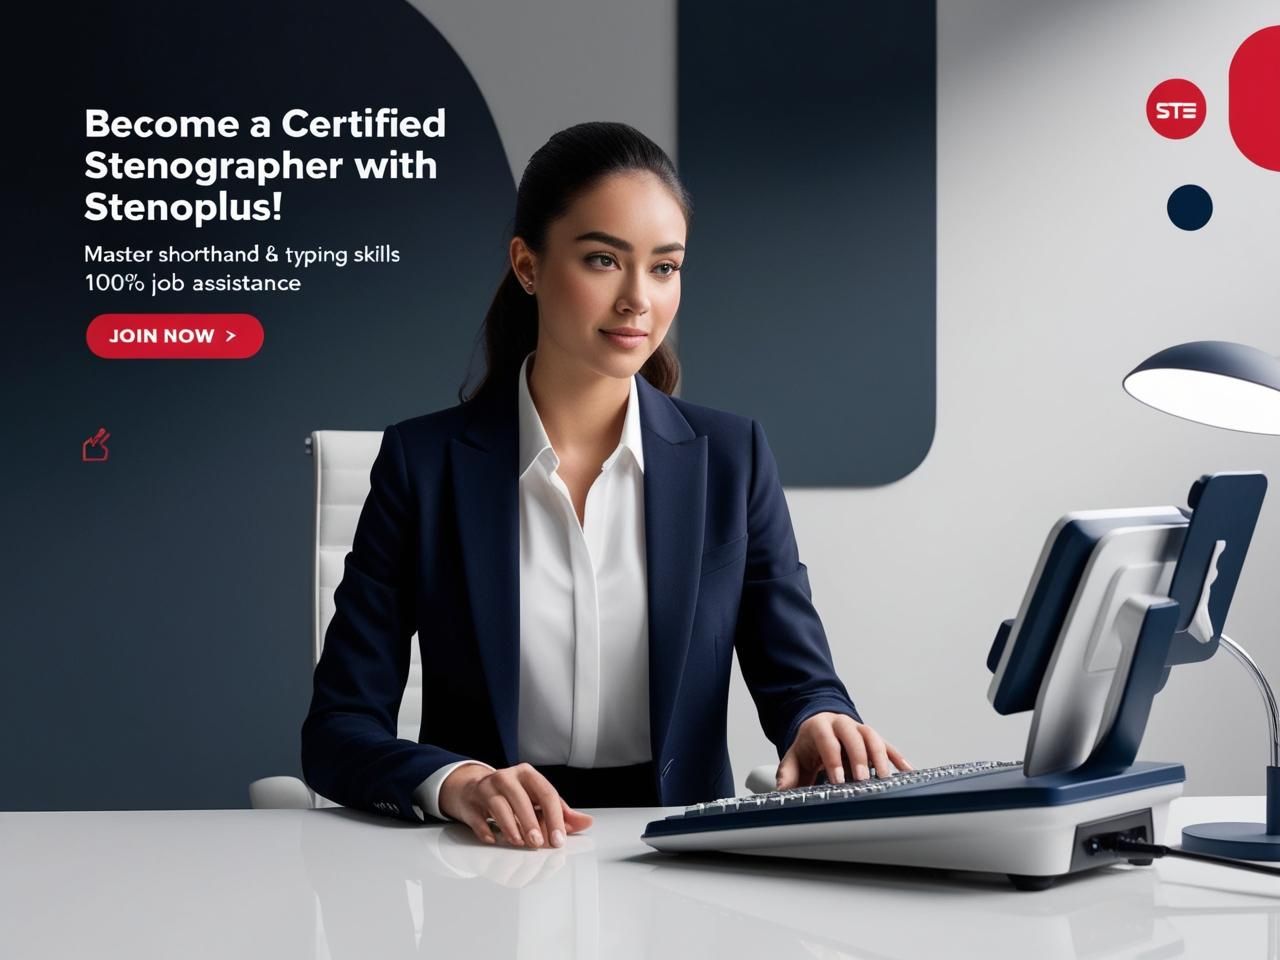 Become a Certified
Stenographer with
Stenoplus!
Master shorthand & typing skills
100% job assistance
JOIN NOW >
STE